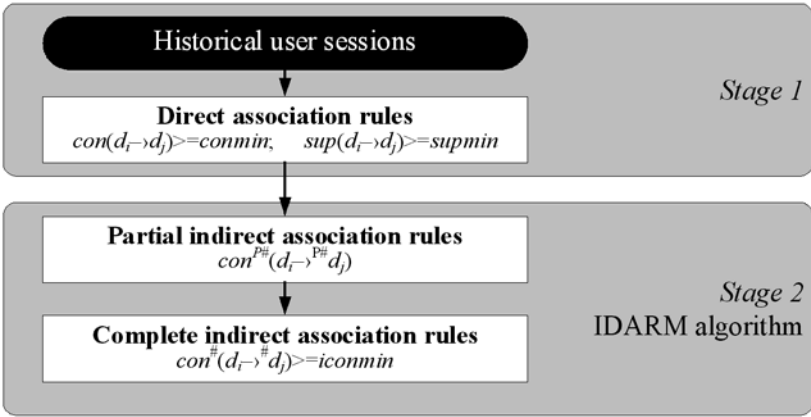 Historical user sessions
Stage 1
Direct association rules
con(dᵢ→dⱼ)>=conmin; sup(dᵢ→dⱼ)>=supmin
Partial indirect association rules
conᴾ#(dᵢ→ᴾ#dⱼ)
Stage 2
IDARM algorithm
Complete indirect association rules
con#(dᵢ→#dⱼ)>=iconmin